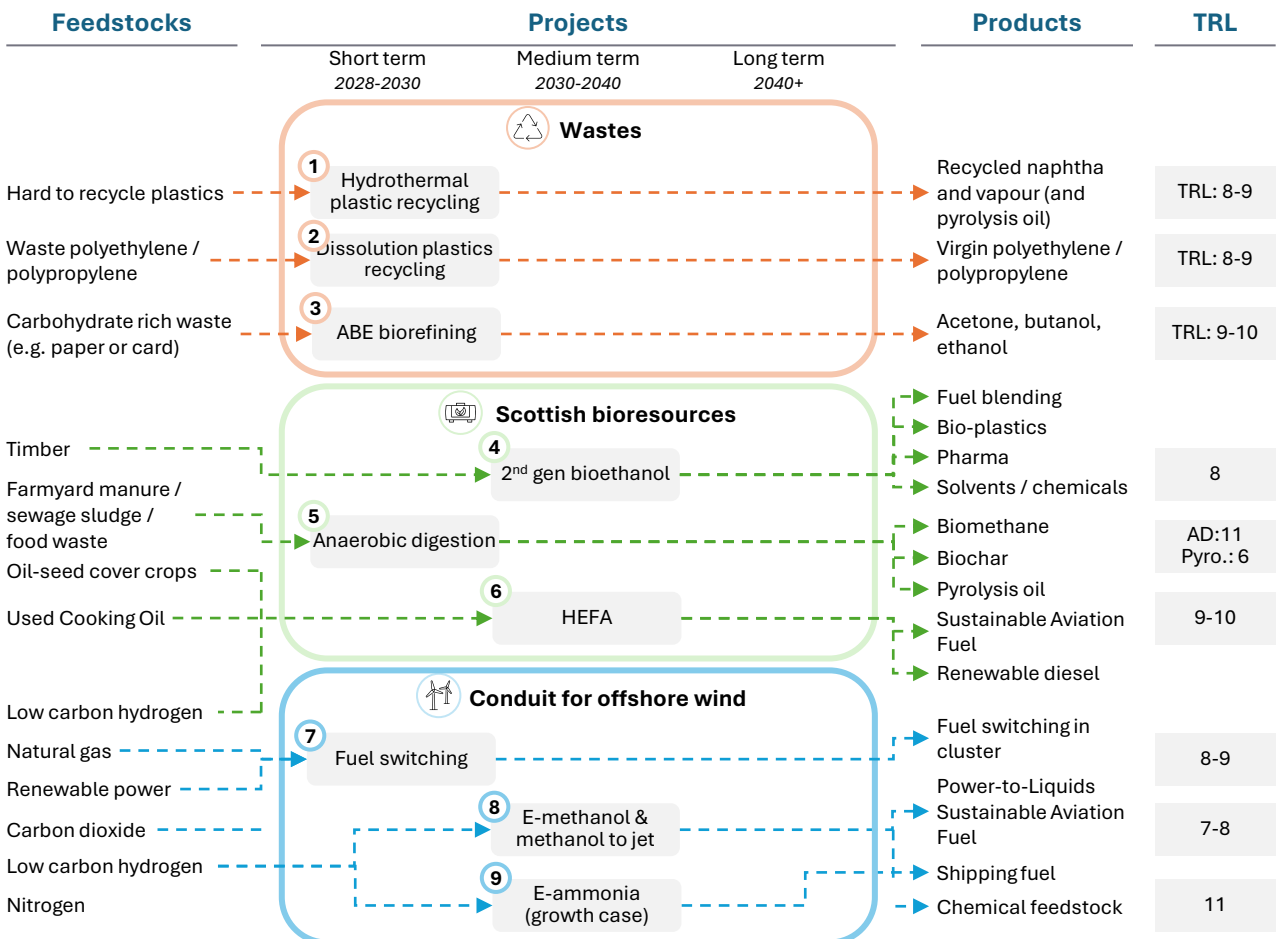 Feedstocks
Projects
Products
TRL
Short term
2028-2030
Medium term
2030-2040
Long term
2040+
Wastes
1
Hard to recycle plastics
Hydrothermal
plastic recycling
Recycled naphtha
and vapour (and
pyrolysis oil)
TRL: 8-9
2
Waste polyethylene /
polypropylene
Dissolution plastics
recycling
Virgin polyethylene /
polypropylene
TRL: 8-9
3
Carbohydrate rich waste
(e.g. paper or card)
ABE biorefining
Acetone, butanol,
ethanol
TRL: 9-10
Scottish bioresources
4
Timber
2nd gen bioethanol
Fuel blending
Bio-plastics
Pharma
Solvents / chemicals
8
Farmyard manure /
sewage sludge /
food waste
5
Anaerobic digestion
Biomethane
Biochar
Pyrolysis oil
AD:11
Pyro.: 6
Oil-seed cover crops
6
Used Cooking Oil
HEFA
Sustainable Aviation
Fuel
Renewable diesel
9-10
Low carbon hydrogen
Conduit for offshore wind
7
Natural gas
Renewable power
Fuel switching
Fuel switching in
cluster
8-9
Carbon dioxide
8
E-methanol &
methanol to jet
Power-to-Liquids
Sustainable Aviation
Fuel
7-8
Low carbon hydrogen
9
Nitrogen
E-ammonia
(growth case)
Shipping fuel
Chemical feedstock
11